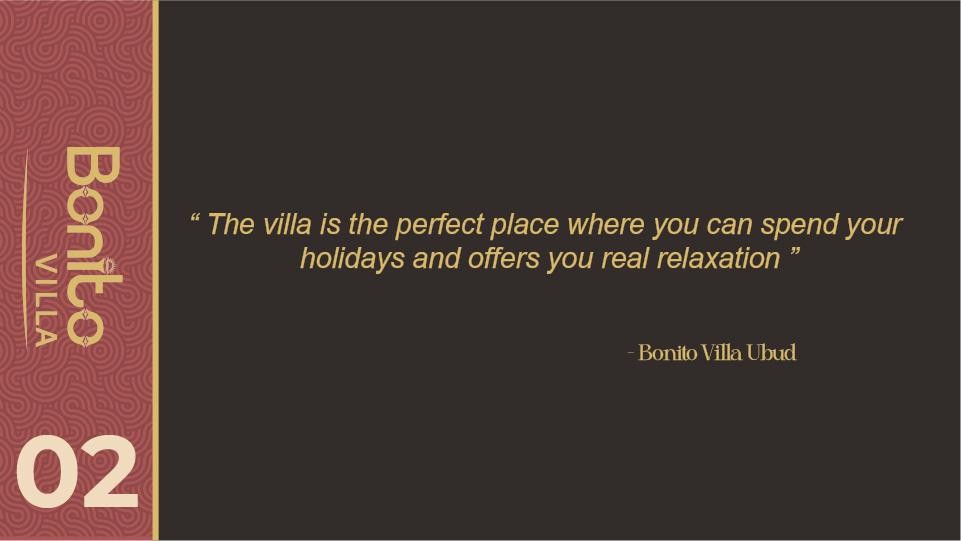 Bonito
VILLA
02
“ The villa is the perfect place where you can spend your
holidays and offers you real relaxation ”
- Bonito Villa Ubud